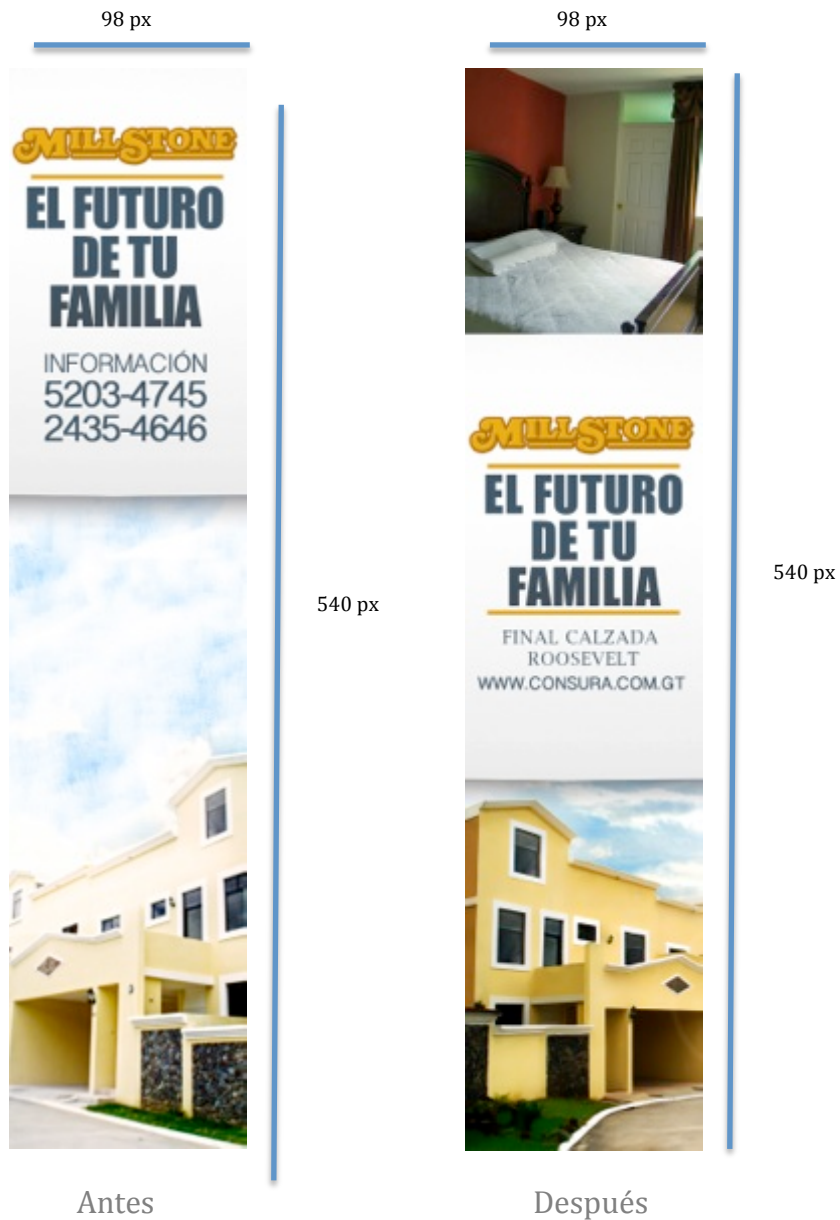 98 px
MILLSTONE
EL FUTURO
DE TU
FAMILIA
INFORMACIÓN
5203-4745
2435-4646
540 px
Antes
98 px
MILLSTONE
EL FUTURO
DE TU
FAMILIA
FINAL CALZADA
ROOSEVELT
WWW.CONSURA.COM.GT
540 px
Después